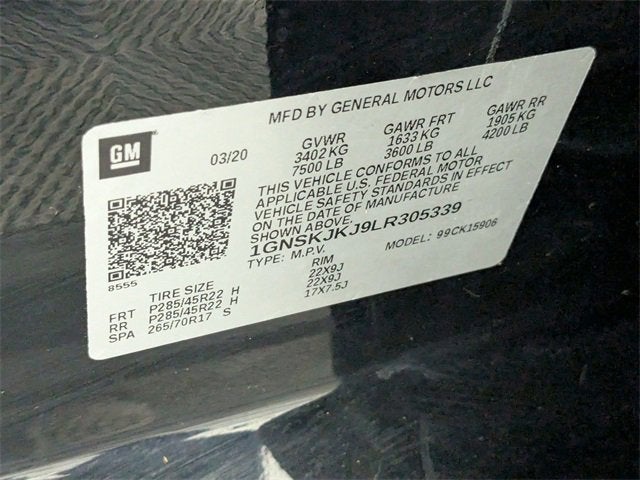 MFD BY GENERAL MOTORS LLC
GM
03/20
GVWR
3402 KG
7500 LB
GAWR FRT
1633 KG
3600 LB
GAWR RR
1905 KG
4200 LB
THIS VEHICLE CONFORMS TO ALL
APPLICABLE U.S. FEDERAL MOTOR
VEHICLE SAFETY STANDARDS IN EFFECT
ON THE DATE OF MANUFACTURE
SHOWN ABOVE.
1GNSKJKJ9LR305339
TYPE: M.P.V. MODEL: 99CK15906
8555
TIRE SIZE RIM
FRT P285/45R22 H 22X9J
RR P285/45R22 H 22X9J
SPA 265/70R17 S 17X7.5J